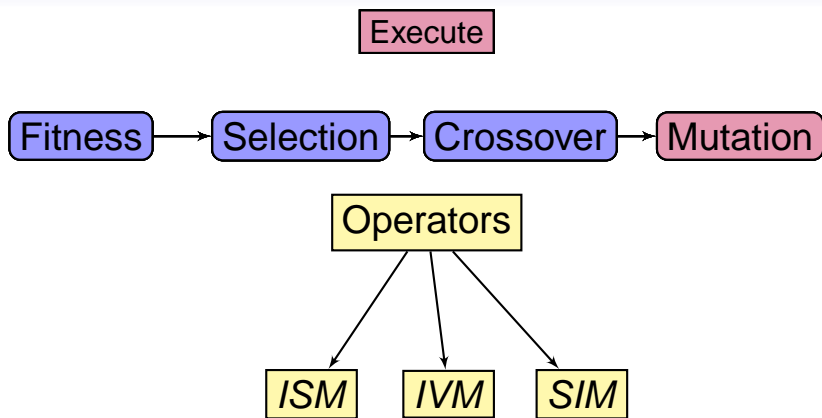 Execute
Fitness Selection Crossover Mutation
Operators
ISM IVM SIM